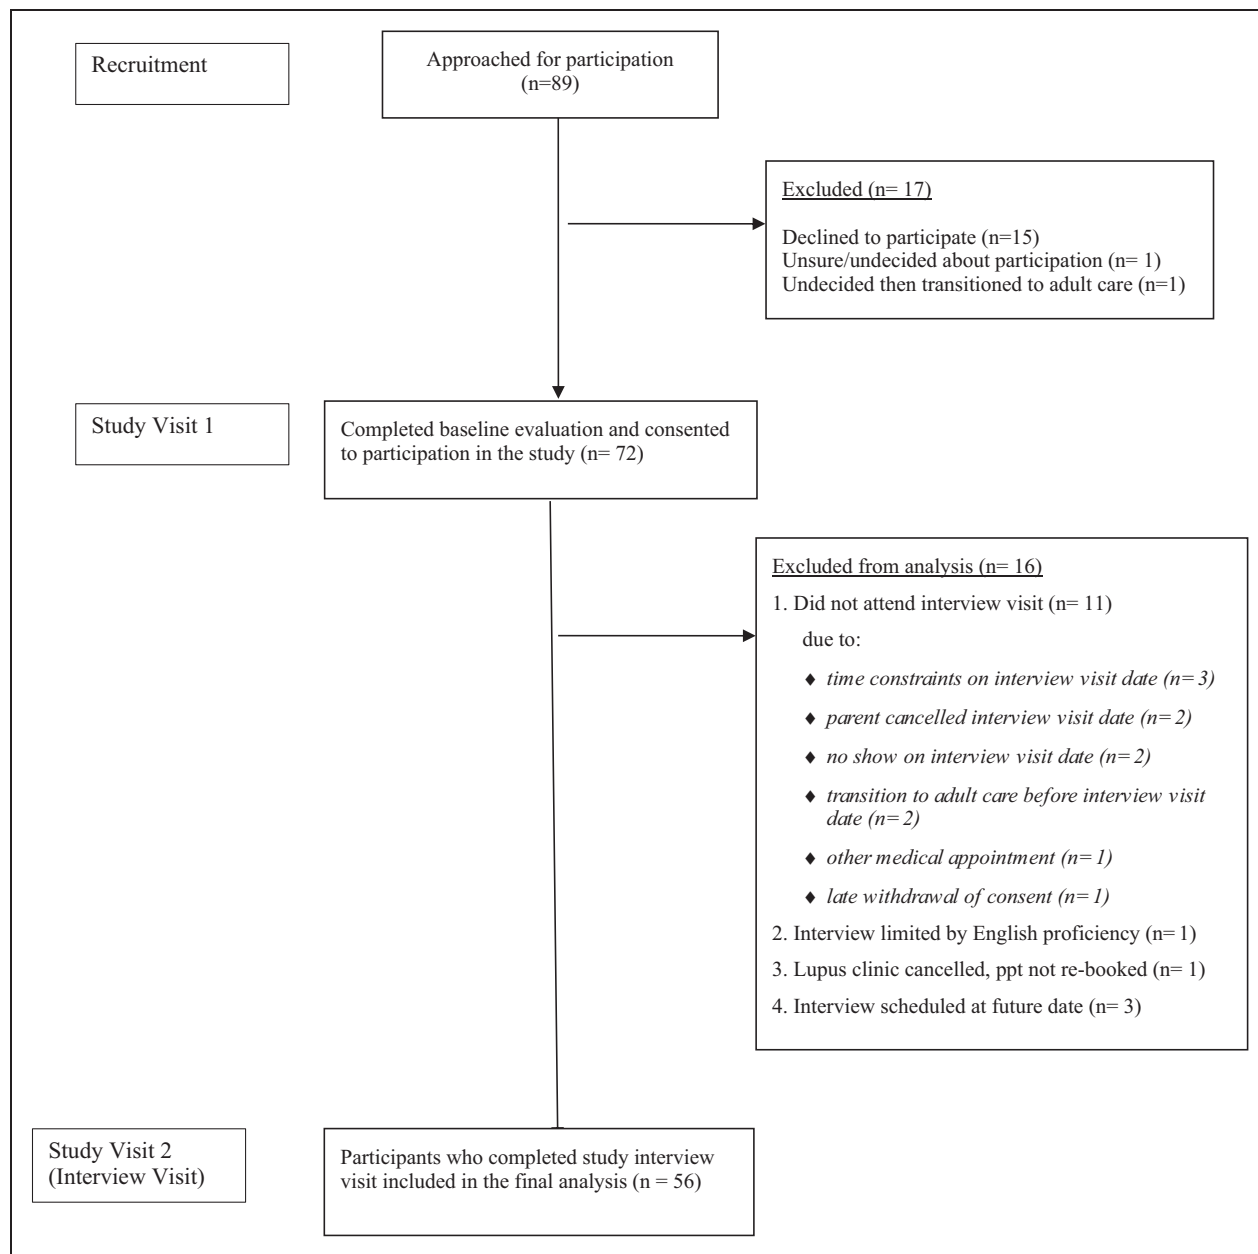 Recruitment
Approached for participation
(n=89)
Excluded (n= 17)
Declined to participate (n=15)
Unsure/undecided about participation (n= 1)
Undecided then transitioned to adult care (n=1)
Study Visit 1
Completed baseline evaluation and consented
to participation in the study (n= 72)
Excluded from analysis (n= 16)
1. Did not attend interview visit (n= 11)
due to:
♦ time constraints on interview visit date (n=3)
♦ parent cancelled interview visit date (n=2)
♦ no show on interview visit date (n=2)
♦ transition to adult care before interview visit
date (n=2)
♦ other medical appointment (n=1)
♦ late withdrawal of consent (n=1)
2. Interview limited by English proficiency (n= 1)
3. Lupus clinic cancelled, ppt not re-booked (n= 1)
4. Interview scheduled at future date (n= 3)
Study Visit 2
(Interview Visit)
Participants who completed study interview
visit included in the final analysis (n = 56)